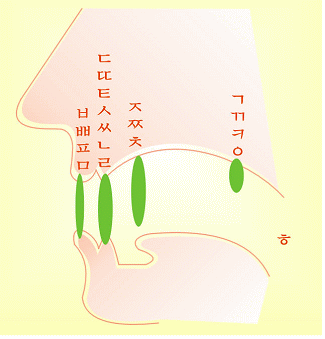 ㅂㅃㅍㅁ
ㄷㄸㅌㅅㅆㄴㄹ
ㅈㅉㅊ
ㄱㄲㅋㅇ
ㅎ